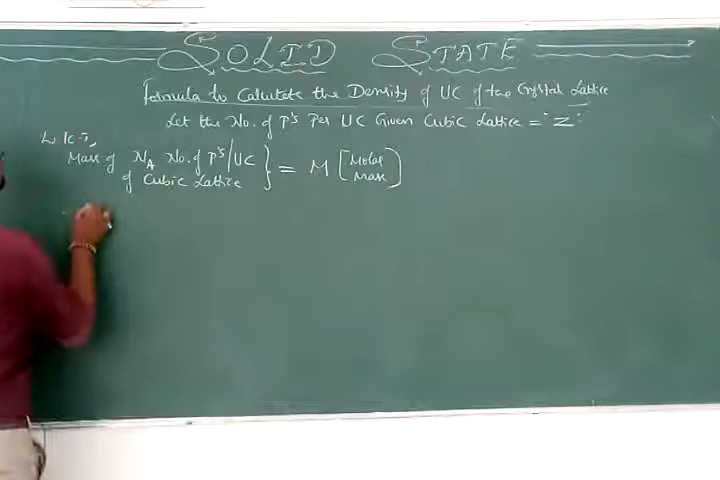 SOLID STATE
Formula to Calcutate the Density of UC of the Crystal Lattice
Let the No. of P's Per UC Given Cubic Lattice = 'Z'.
W.K.T,
Mass of NA No. of P's/UC
of Cubic Lattice } = M [Molar Mass]